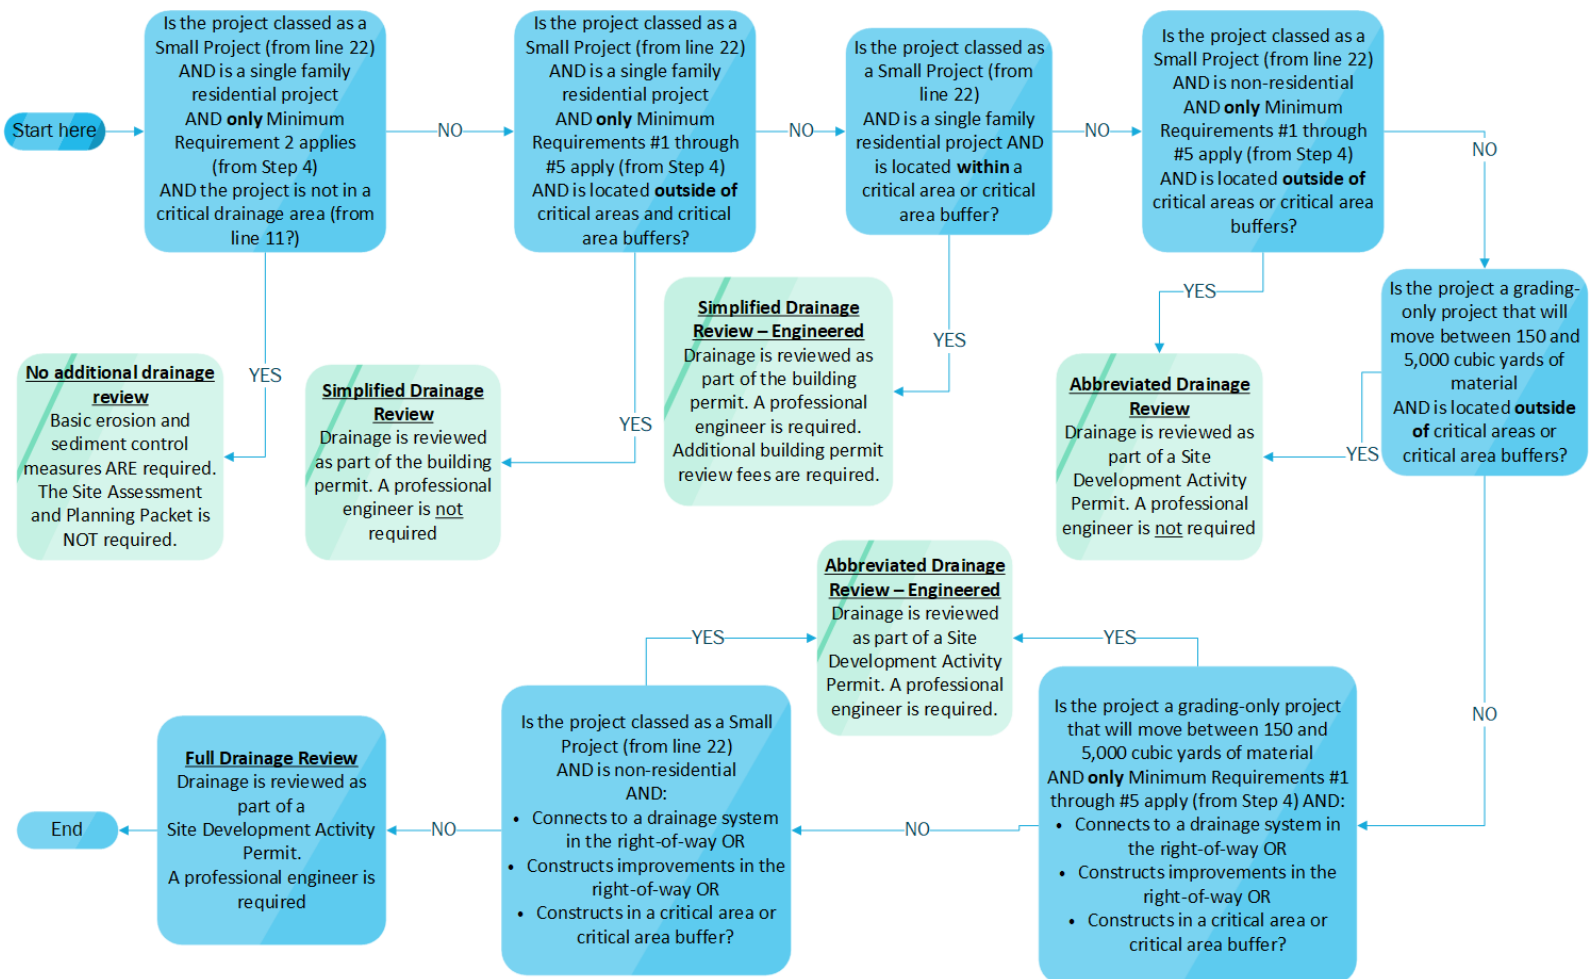 Start here
Is the project classed as a
Small Project (from line 22)
AND is a single family
residential project
AND only Minimum
Requirement 2 applies
(from Step 4)
AND the project is not in a
critical drainage area (from
line 11?)
NO
Is the project classed as a
Small Project (from line 22)
AND is a single family
residential project
AND only Minimum
Requirements #1 through
#5 apply (from Step 4)
AND is located outside of
critical areas and critical
area buffers?
NO
Is the project classed as
a Small Project (from
line 22)
AND is a single family
residential project AND
is located within a
critical area or critical
area buffer?
NO
Is the project classed as a
Small Project (from line 22)
AND is non-residential
AND only Minimum
Requirements #1 through
#5 apply (from Step 4)
AND is located outside of
critical areas or critical area
buffers?
NO
YES
No additional drainage
review
Basic erosion and
sediment control
measures ARE required.
The Site Assessment
and Planning Packet is
NOT required.
YES
Simplified Drainage
Review
Drainage is reviewed
as part of the building
permit. A professional
engineer is not
required
YES
Simplified Drainage
Review – Engineered
Drainage is reviewed as
part of the building
permit. A professional
engineer is required.
Additional building permit
review fees are required.
YES
Abbreviated Drainage
Review
Drainage is reviewed as
part of a Site
Development Activity
Permit. A professional
engineer is not required
Is the project a grading-
only project that will
move between 150 and
5,000 cubic yards of
material
AND is located outside
of critical areas or
critical area buffers?
YES
NO
Is the project a grading-only project
that will move between 150 and
5,000 cubic yards of material
AND only Minimum Requirements #1
through #5 apply (from Step 4) AND:
• Connects to a drainage system in
the right-of-way OR
• Constructs improvements in the
right-of-way OR
• Constructs in a critical area or
critical area buffer?
YES
Abbreviated Drainage
Review – Engineered
Drainage is reviewed
as part of a Site
Development Activity
Permit. A professional
engineer is required.
NO
Is the project classed as a Small
Project (from line 22)
AND is non-residential
AND:
• Connects to a drainage system
in the right-of-way OR
• Constructs improvements in the
right-of-way OR
• Constructs in a critical area or
critical area buffer?
YES
NO
Full Drainage Review
Drainage is reviewed as
part of a
Site Development Activity
Permit.
A professional engineer is
required
End